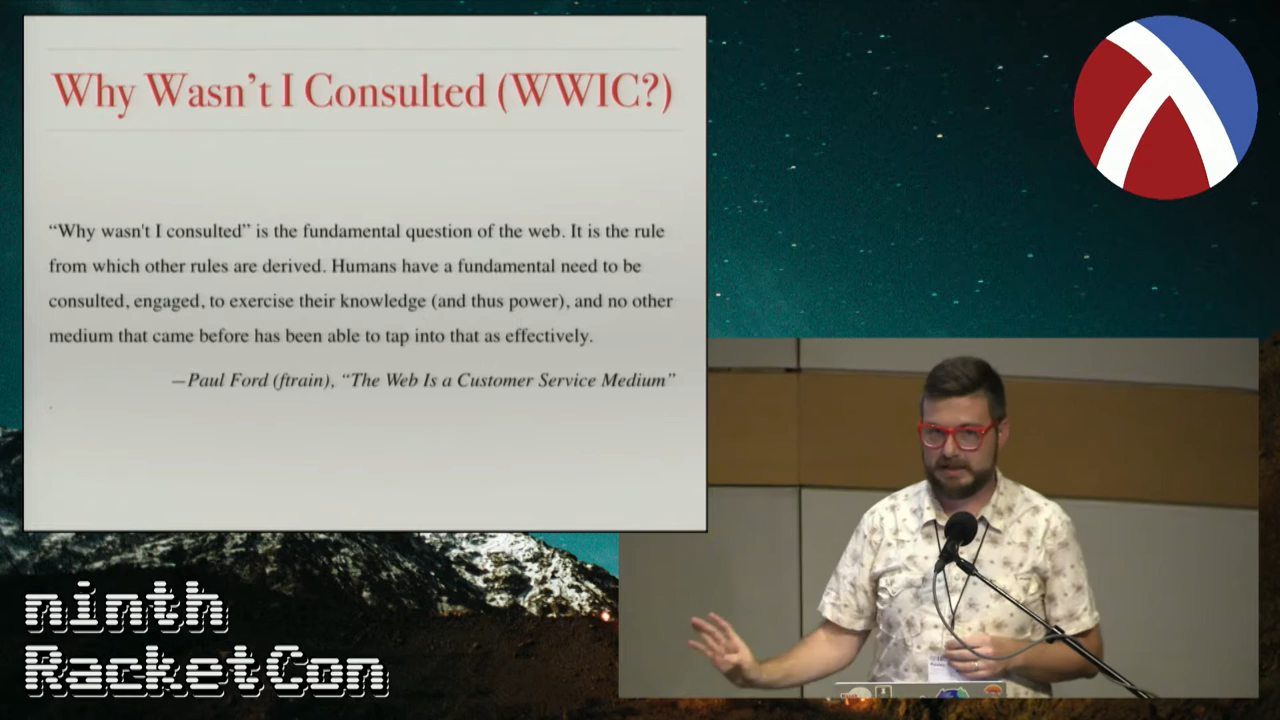 Why Wasn’t I Consulted (WWIC?)
“Why wasn't I consulted” is the fundamental question of the web. It is the rule
from which other rules are derived. Humans have a fundamental need to be
consulted, engaged, to exercise their knowledge (and thus power), and no other
medium that came before has been able to tap into that as effectively.
—Paul Ford (ftrain), “The Web Is a Customer Service Medium”
ninth
RacketCon